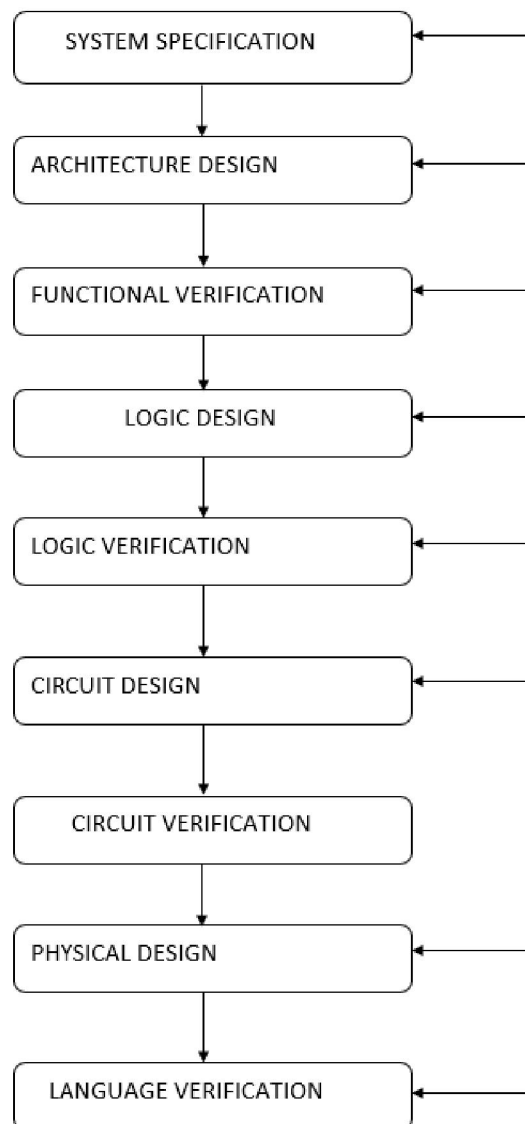 SYSTEM SPECIFICATION
ARCHITECTURE DESIGN
FUNCTIONAL VERIFICATION
LOGIC DESIGN
LOGIC VERIFICATION
CIRCUIT DESIGN
CIRCUIT VERIFICATION
PHYSICAL DESIGN
LANGUAGE VERIFICATION